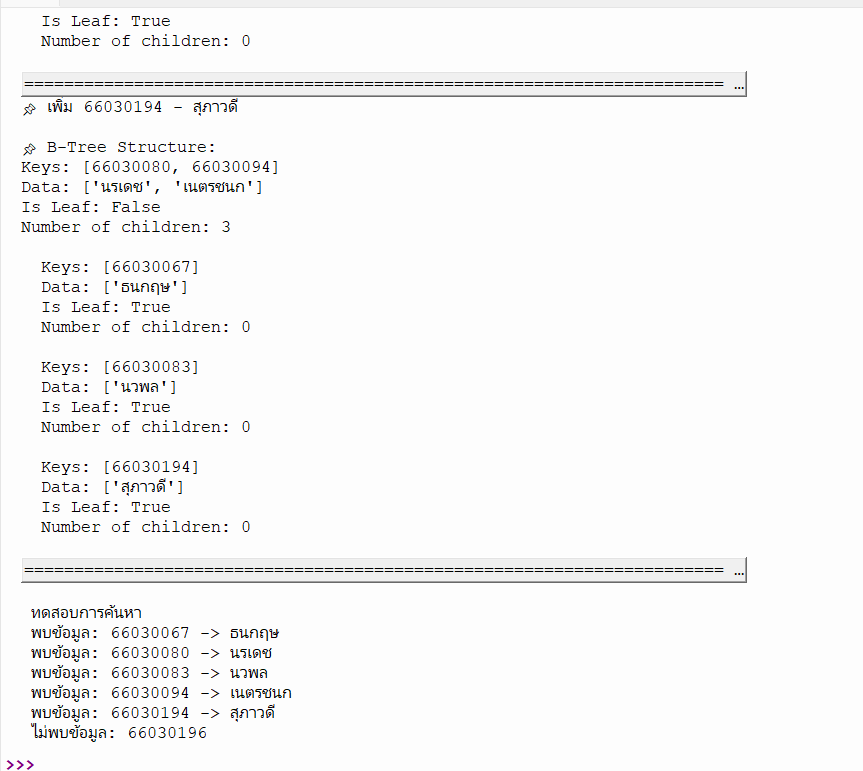 Is Leaf: True
Number of children: 0
====================================================================== …
📌 เพิ่ม 66030194 - สุภาวดี
📌 B-Tree Structure:
Keys: [66030080, 66030094]
Data: ['นรเดช', 'เนตรชนก']
Is Leaf: False
Number of children: 3
Keys: [66030067]
Data: ['ธนกฤษ']
Is Leaf: True
Number of children: 0
Keys: [66030083]
Data: ['นวพล']
Is Leaf: True
Number of children: 0
Keys: [66030194]
Data: ['สุภาวดี']
Is Leaf: True
Number of children: 0
====================================================================== …
ทดสอบการค้นหา
พบข้อมูล: 66030067 -> ธนกฤษ
พบข้อมูล: 66030080 -> นรเดช
พบข้อมูล: 66030083 -> นวพล
พบข้อมูล: 66030094 -> เนตรชนก
พบข้อมูล: 66030194 -> สุภาวดี
ไม่พบข้อมูล: 66030196
>>>